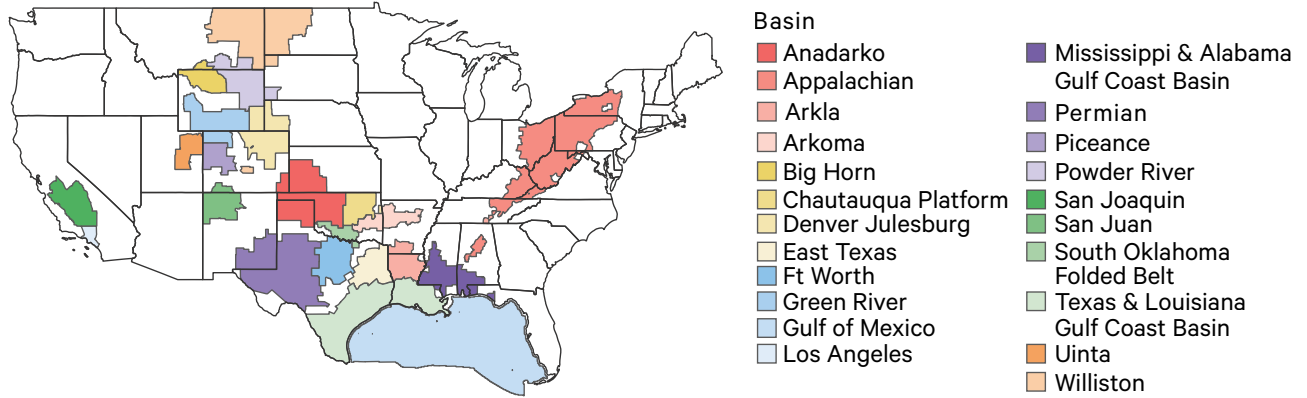 Basin
Anadarko
Appalachian
Arkla
Arkoma
Big Horn
Chautauqua Platform
Denver Julesburg
East Texas
Ft Worth
Green River
Gulf of Mexico
Los Angeles
Mississippi & Alabama
Gulf Coast Basin
Permian
Piceance
Powder River
San Joaquin
San Juan
South Oklahoma
Folded Belt
Texas & Louisiana
Gulf Coast Basin
Uinta
Williston